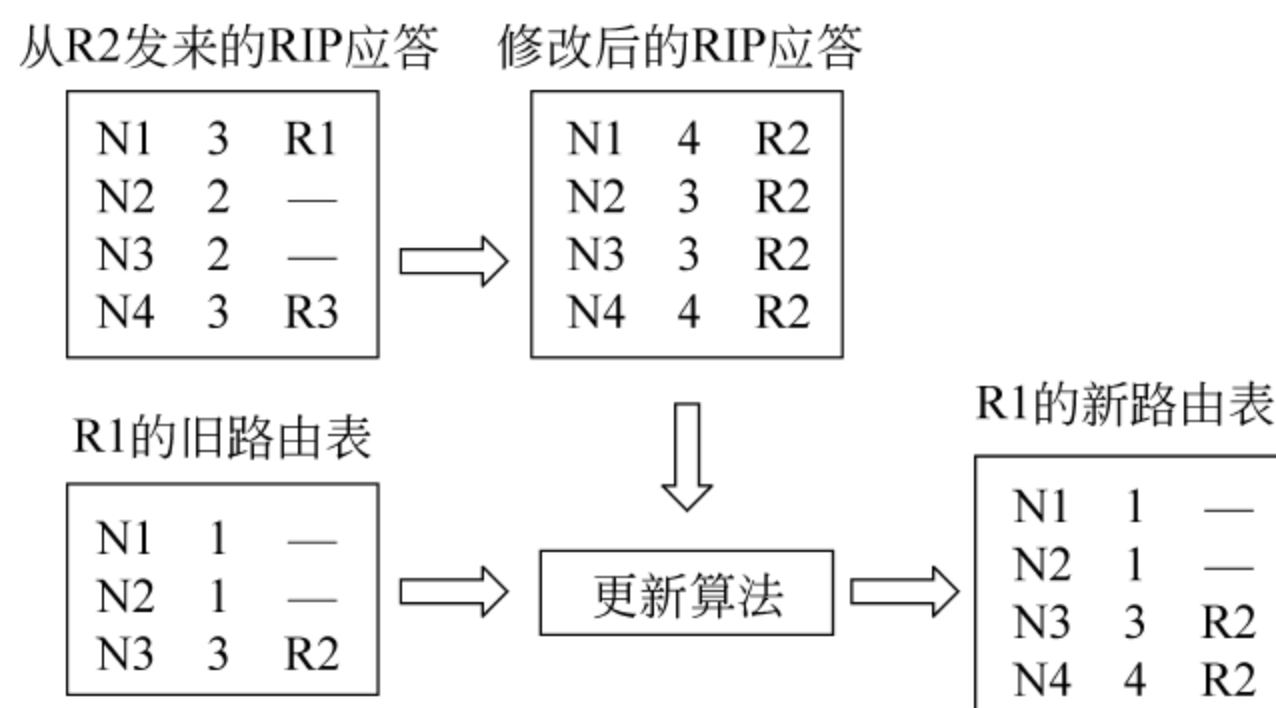 从R2发来的RIP应答
N1 3 R1
N2 2 —
N3 2 —
N4 3 R3
修改后的RIP应答
N1 4 R2
N2 3 R2
N3 3 R2
N4 4 R2
R1的旧路由表
N1 1 —
N2 1 —
N3 3 R2
更新算法
R1的新路由表
N1 1 —
N2 1 —
N3 3 R2
N4 4 R2